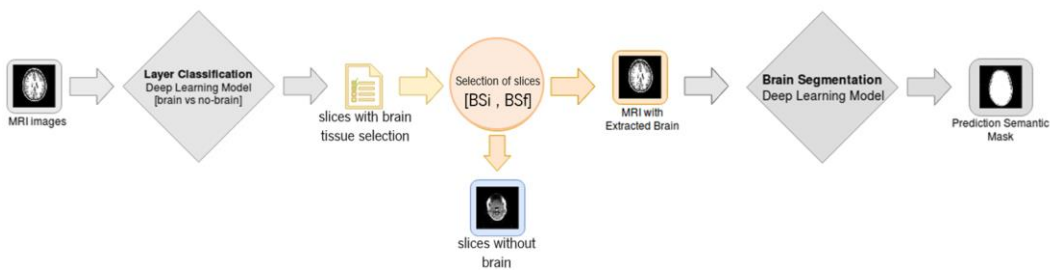 MRI images
Layer Classification
Deep Learning Model
[brain vs no-brain]
slices with brain
tissue selection
Selection of slices
[BSi , BSf]
slices without
brain
MRI with
Extracted Brain
Brain Segmentation
Deep Learning Model
Prediction Semantic
Mask